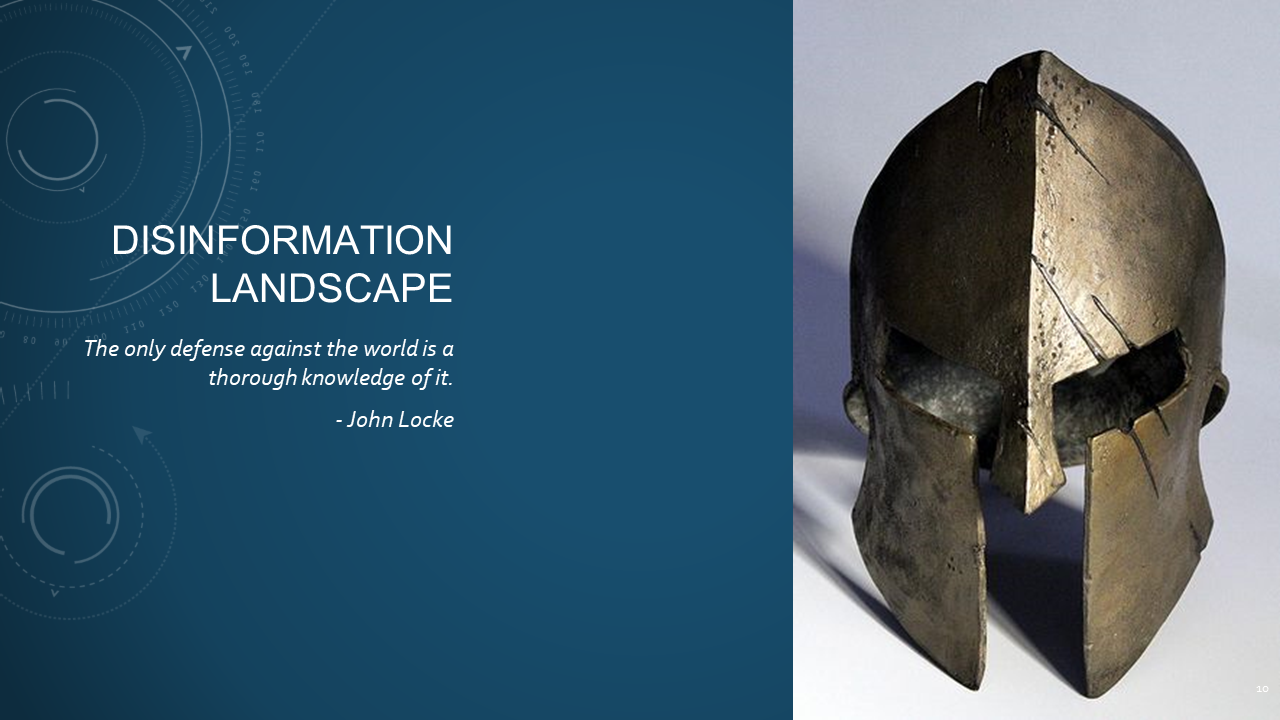 DISINFORMATION
LANDSCAPE
The only defense against the world is a
thorough knowledge of it.
- John Locke
10